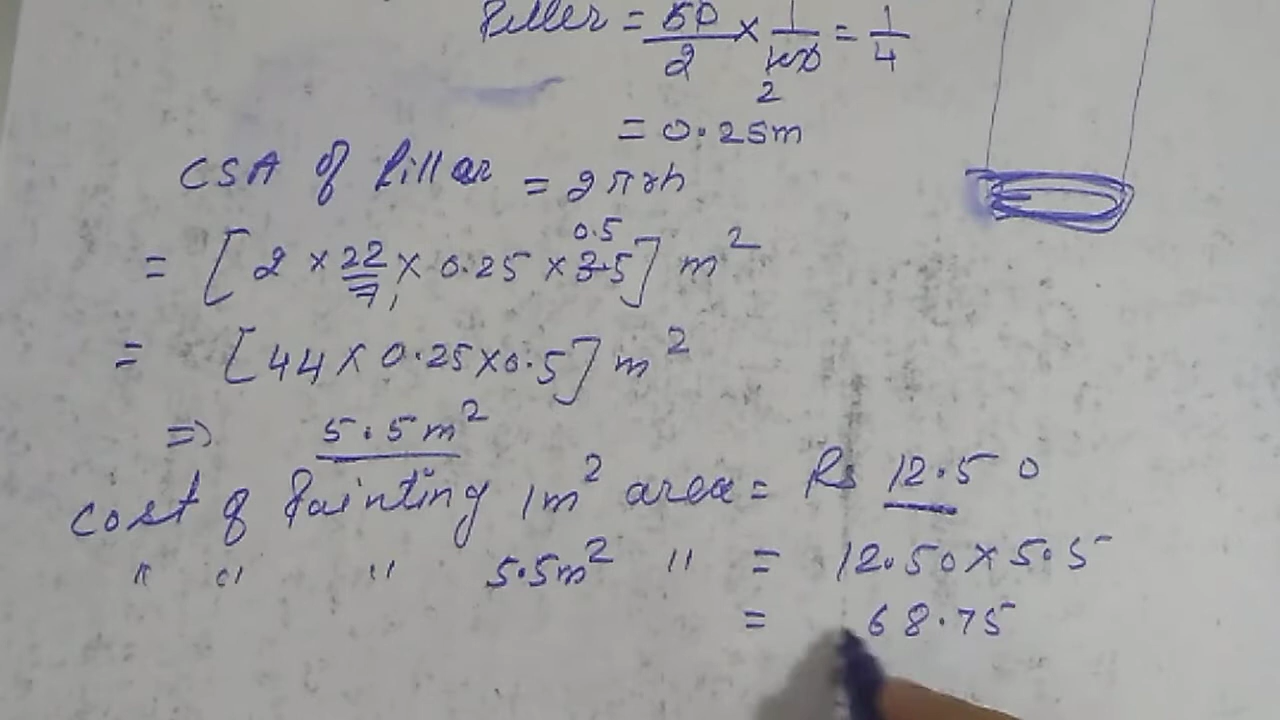 Piller = 50/2 × 1/100 2 = 1/4
= 0.25m
CSA of Pillar = 2πrh
= [2 × 22/7 × 0.25 × 3.5 0.5] m²
= [44 × 0.25 × 0.5] m²
⇒ 5.5m²
Cost of Painting 1m² area = Rs 12.50
" " " 5.5m² " = 12.50 × 5.5
= 68.75